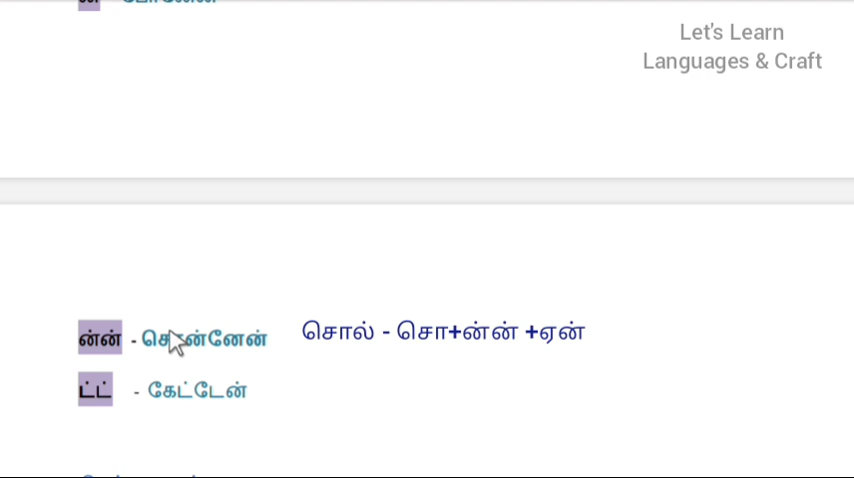 Let's Learn
Languages & Craft
ன்ன் - சொன்னேன் சொல் - சொ+ன்ன் +ஏன்
ட்ட் - கேட்டேன்